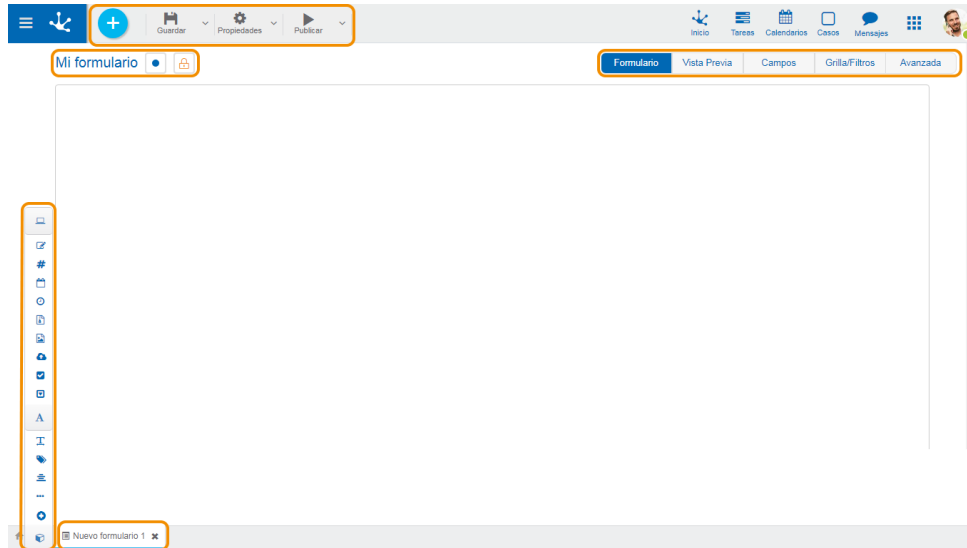 Guardar
Propiedades
Publicar
Inicio
Tareas
Calendarios
Casos
Mensajes
Mi formulario
Formulario
Vista Previa
Campos
Grilla/Filtros
Avanzada
Nuevo formulario 1